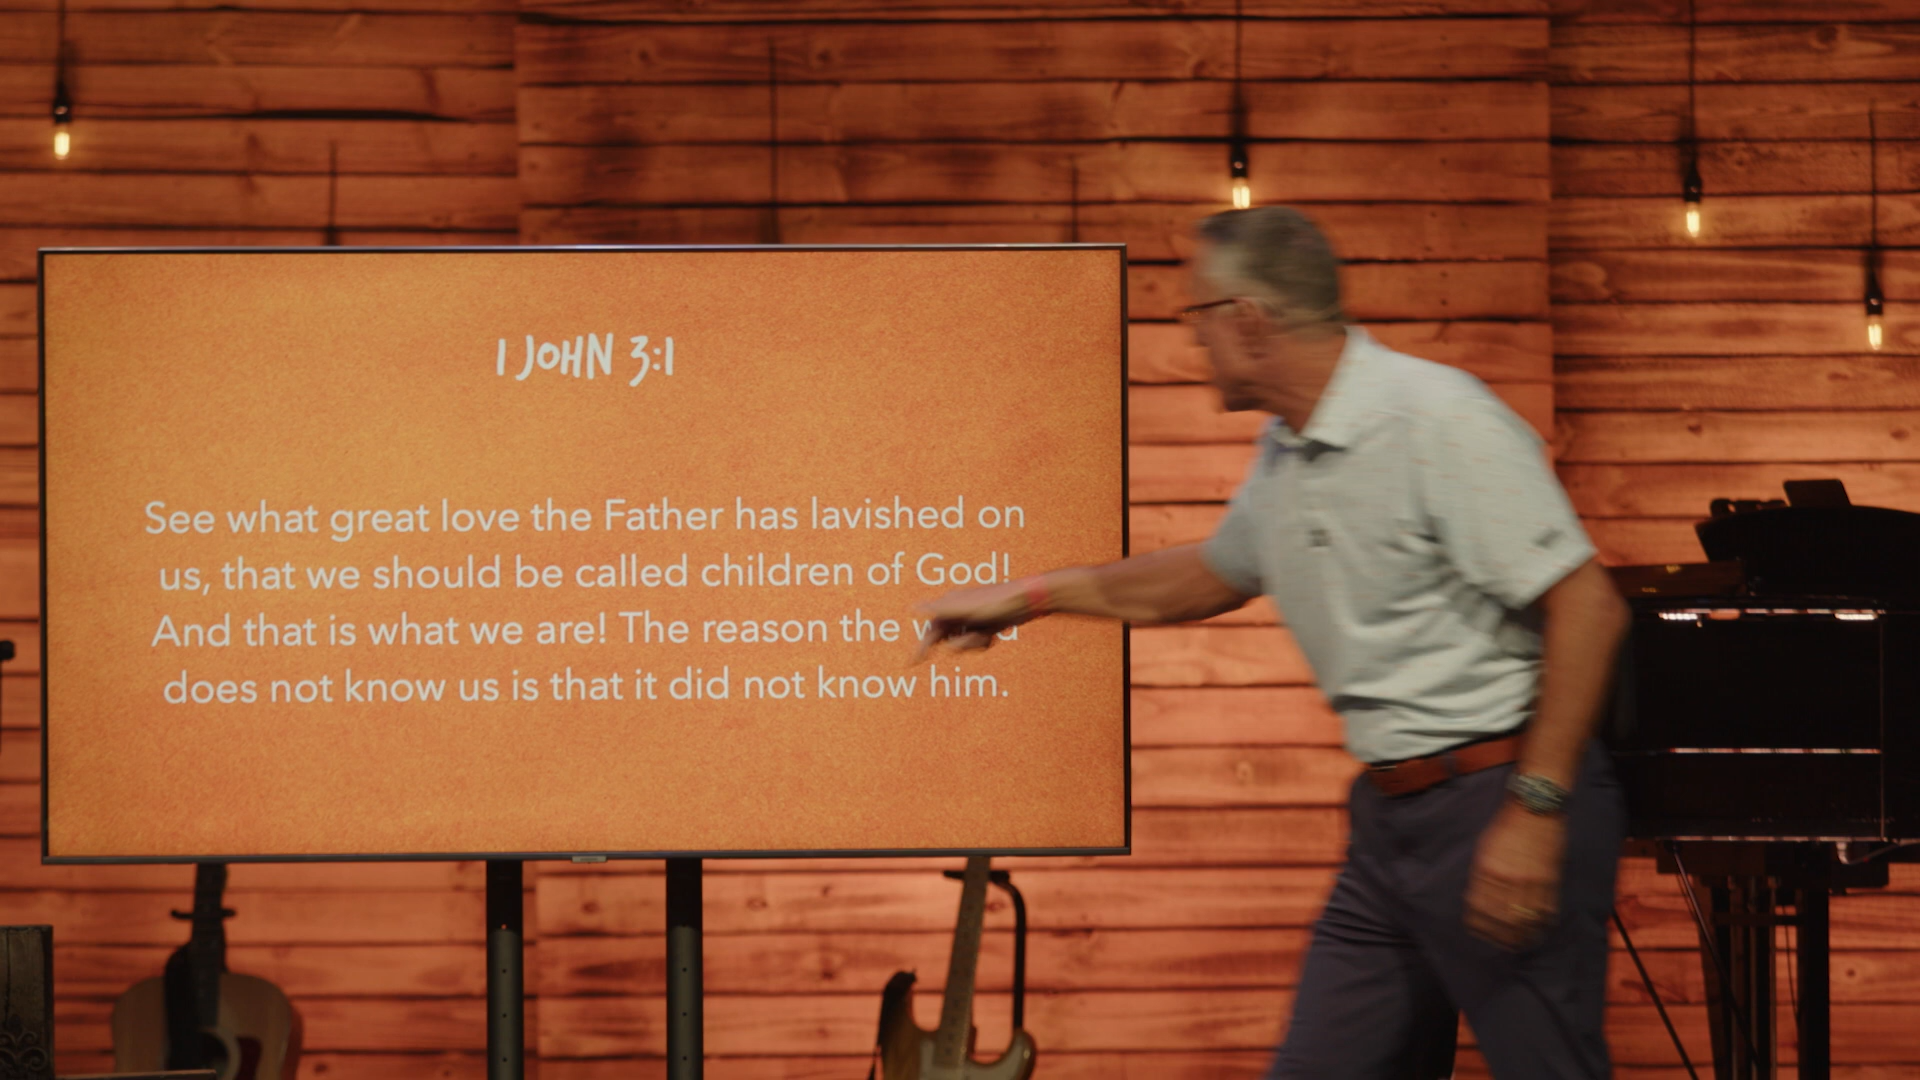 1 JOHN 3:1
See what great love the Father has lavished on
us, that we should be called children of God!
And that is what we are! The reason the
does not know us is that it did not know him.